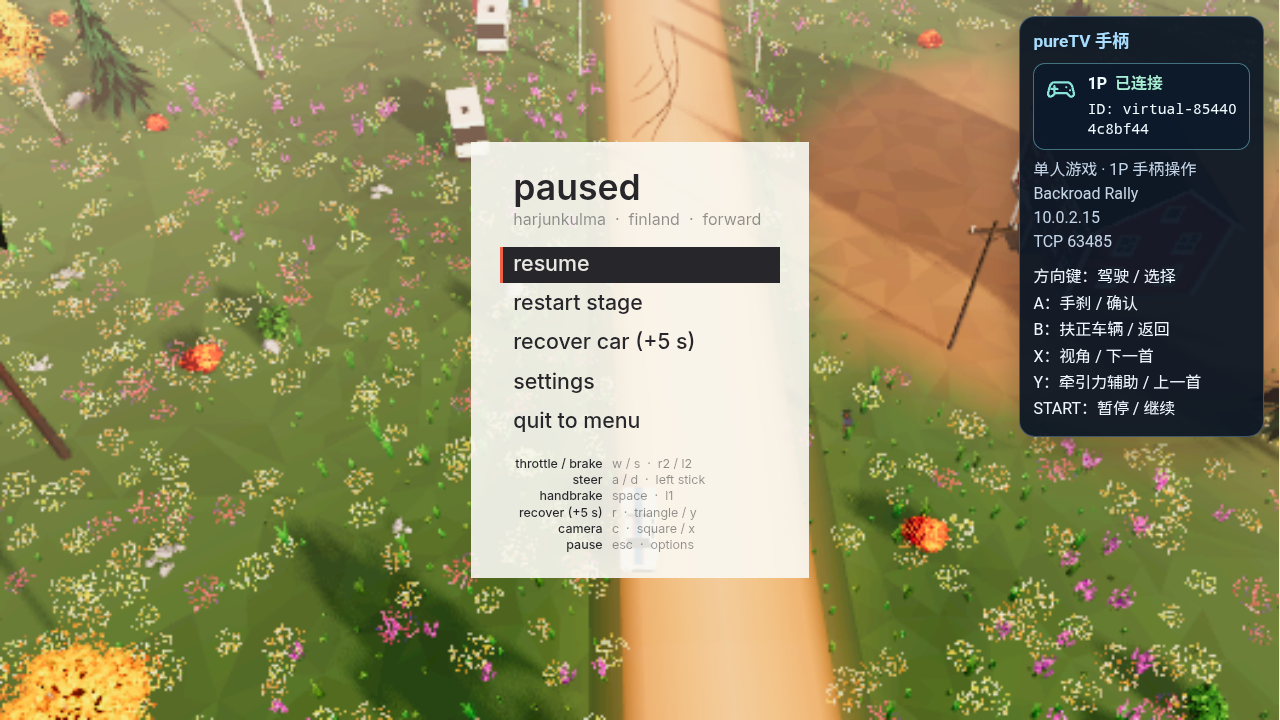 paused
harjunkulma · finland · forward
resume
restart stage
recover car (+5 s)
settings
quit to menu
throttle / brake w / s · r2 / l2
steer a / d · left stick
handbrake space · l1
recover (+5 s) r · triangle / y
camera c · square / x
pause esc · options
pureTV 手柄
1P 已连接
ID: virtual-85440
4c8bf44
单人游戏 · 1P 手柄操作
Backroad Rally
10.0.2.15
TCP 63485
方向键：驾驶 / 选择
A：手刹 / 确认
B：扶正车辆 / 返回
X：视角 / 下一首
Y：牵引力辅助 / 上一首
START：暂停 / 继续